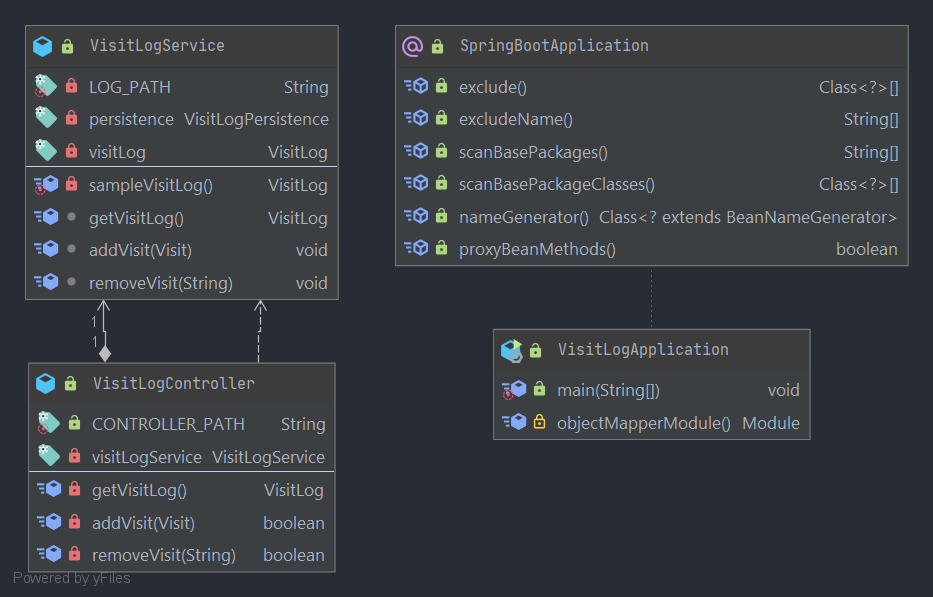 VisitLogService
LOG_PATH String
persistence VisitLogPersistence
visitLog VisitLog
sampleVisitLog() VisitLog
getVisitLog() VisitLog
addVisit(Visit) void
removeVisit(String) void
1
1
VisitLogController
CONTROLLER_PATH String
visitLogService VisitLogService
getVisitLog() VisitLog
addVisit(Visit) boolean
removeVisit(String) boolean
SpringBootApplication
exclude() Class<?>[]
excludeName() String[]
scanBasePackages() String[]
scanBasePackageClasses() Class<?>[]
nameGenerator() Class<? extends BeanNameGenerator>
proxyBeanMethods() boolean
VisitLogApplication
main(String[]) void
objectMapperModule() Module
Powered by yFiles